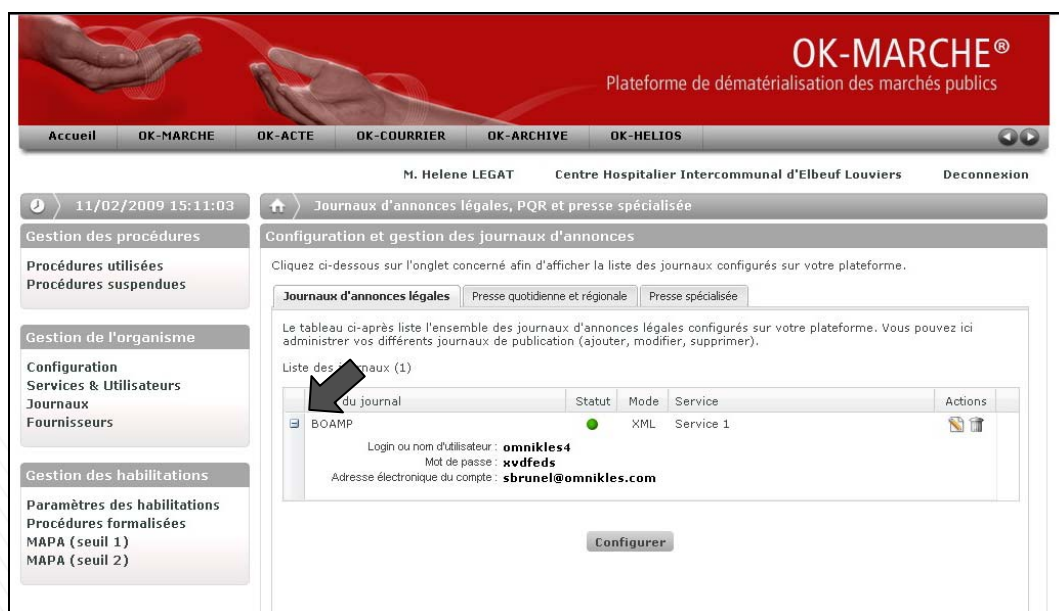 OK-MARCHE®
Plateforme de dématérialisation des marchés publics
Accueil OK-MARCHE OK-ACTE OK-COURRIER OK-ARCHIVE OK-HELIOS
M. Helene LEGAT Centre Hospitalier Intercommunal d'Elbeuf Louviers Deconnexion
11/02/2009 15:11:03
Journaux d'annonces légales, PQR et presse spécialisée
Gestion des procédures
Procédures utilisées
Procédures suspendues
Gestion de l'organisme
Configuration
Services & Utilisateurs
Journaux
Fournisseurs
Gestion des habilitations
Paramètres des habilitations
Procédures formalisées
MAPA (seuil 1)
MAPA (seuil 2)
Configuration et gestion des journaux d'annonces
Cliquez ci-dessous sur l'onglet concerné afin d'afficher la liste des journaux configurés sur votre plateforme.
Journaux d'annonces légales Presse quotidienne et régionale Presse spécialisée
Le tableau ci-après liste l'ensemble des journaux d'annonces légales configurés sur votre plateforme. Vous pouvez ici
administrer vos différents journaux de publication (ajouter, modifier, supprimer).
Liste des journaux (1)
du journal Statut Mode Service Actions
BOAMP XML Service 1
Login ou nom d'utilisateur : omnikles4
Mot de passe : xvdfeds
Adresse électronique du compte : sbrunel@omnikles.com
Configurer